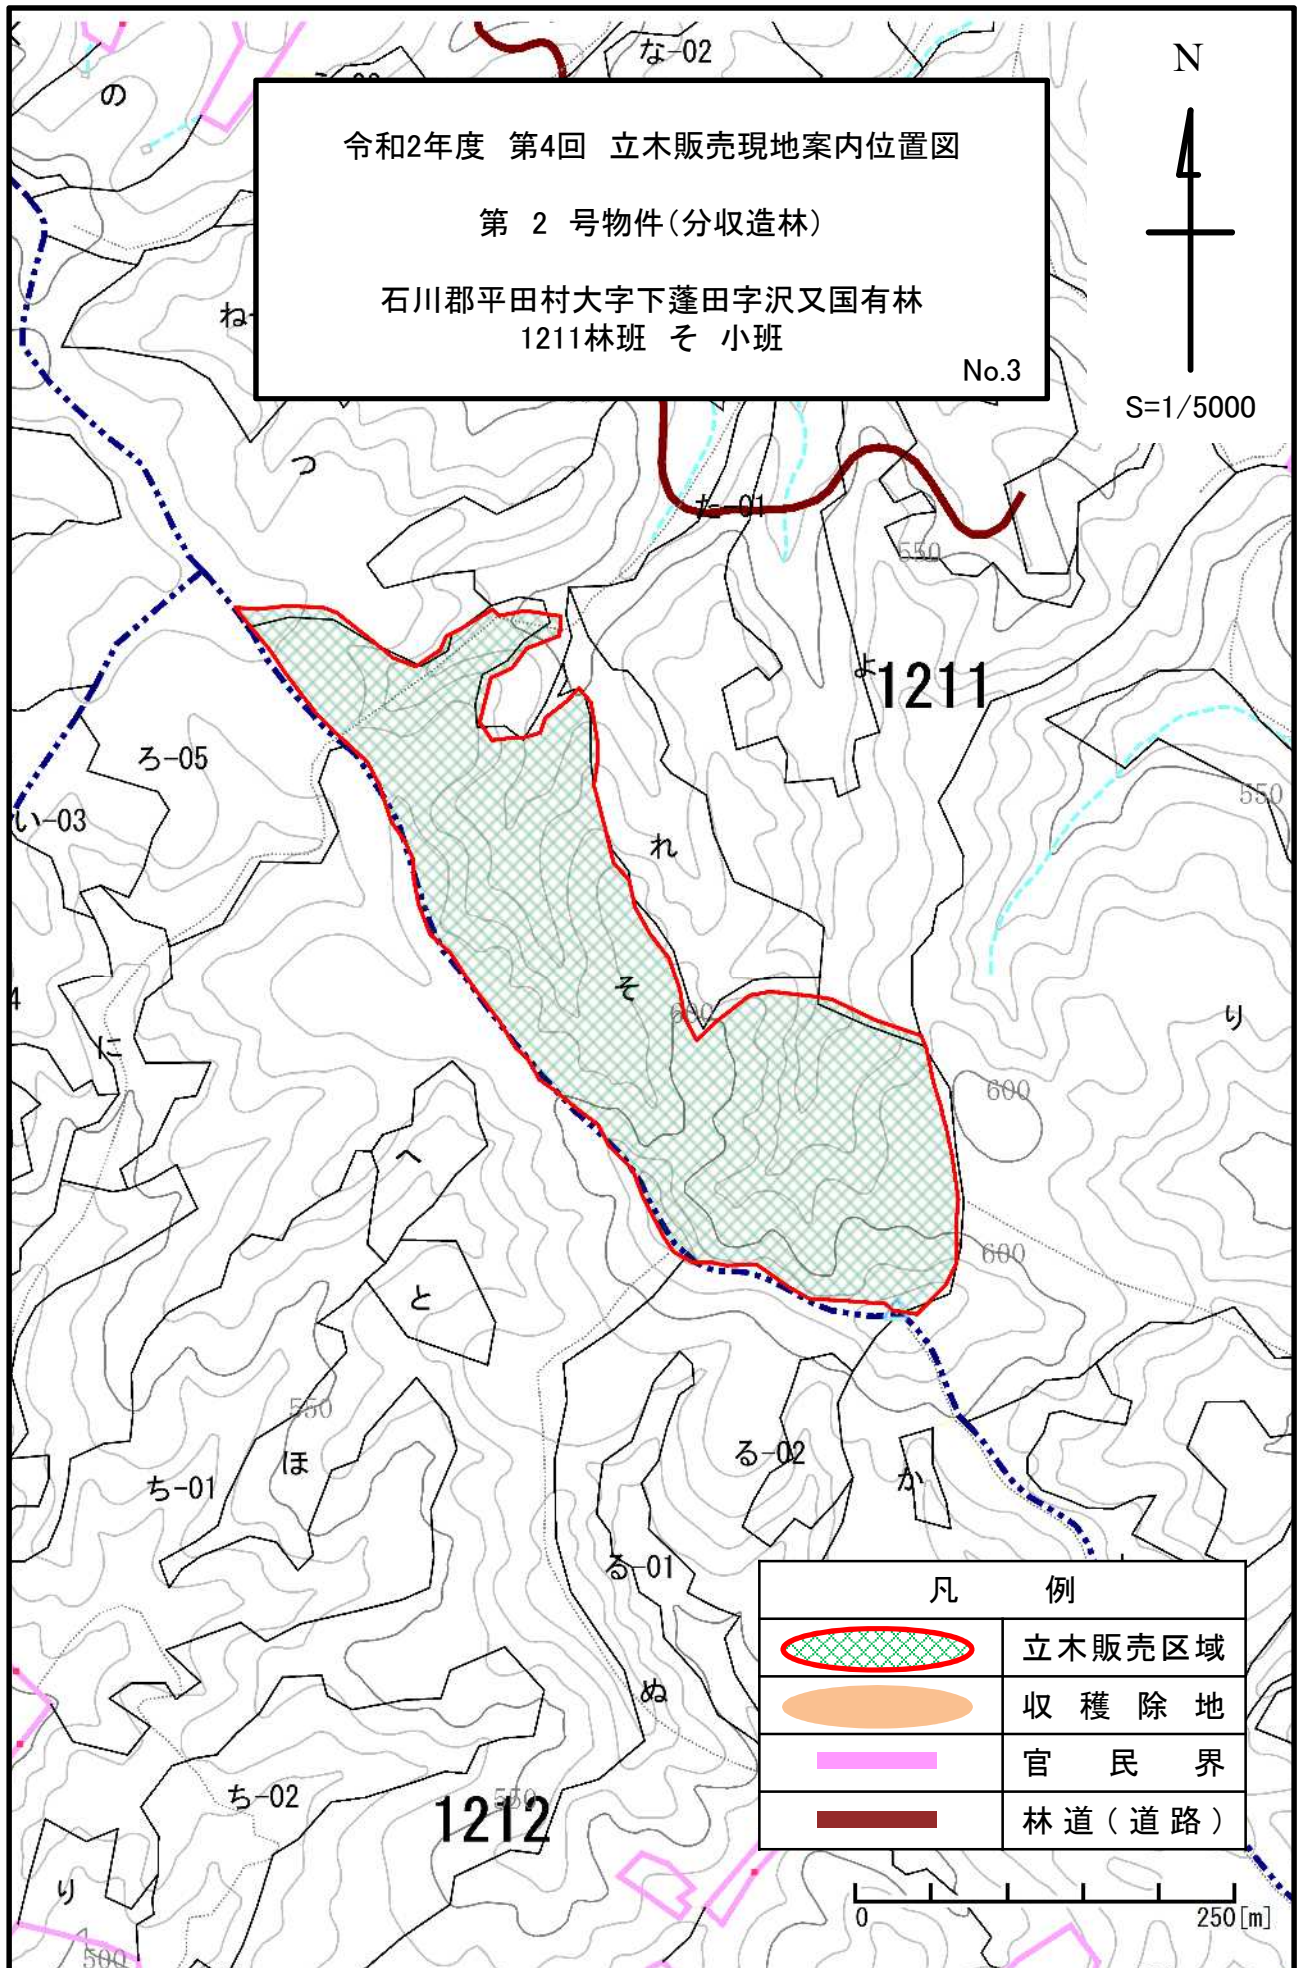 な-02
の
N
令和2年度 第4回 立木販売現地案内位置図
第 2 号物件(分収造林)
石川郡平田村大字下蓬田字沢又国有林
1211林班 そ 小班
No.3
ね
S=1/5000
つ
た-01
550
よ
1211
ろ-05
い-03
550
れ
そ
600
4
り
に
600
へ
600
と
550
ほ
ち-01
る-02
か
る-01
凡 例
立木販売区域
収穫除地
官民界
林道(道路)
ぬ
ち-02
550
1212
り
0
250[m]
500